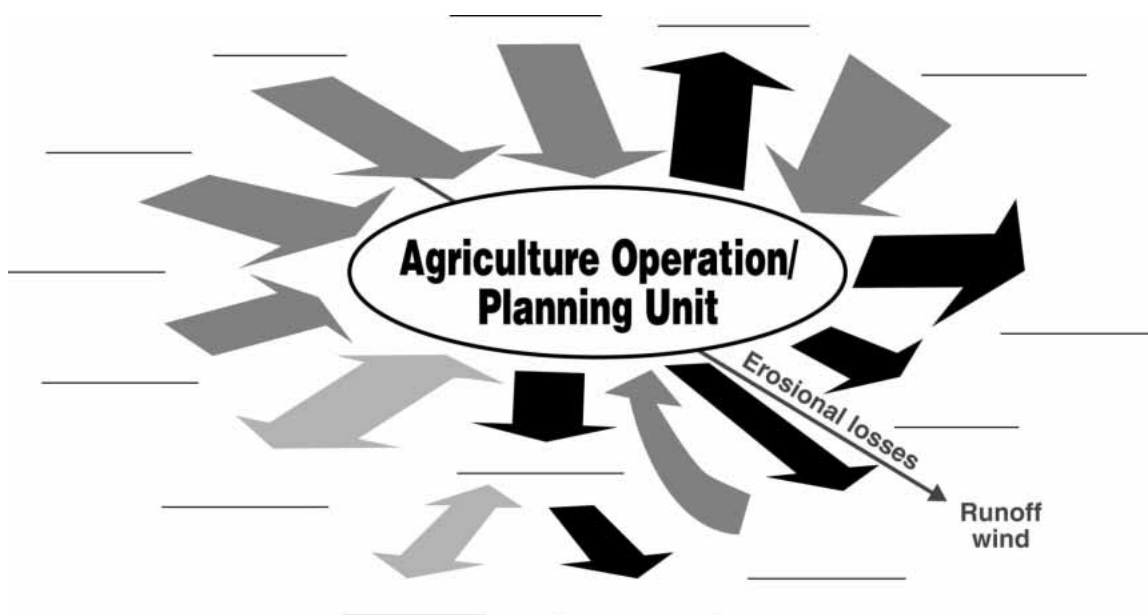 Agriculture Operation/
Planning Unit
Erosional losses
Runoff
wind